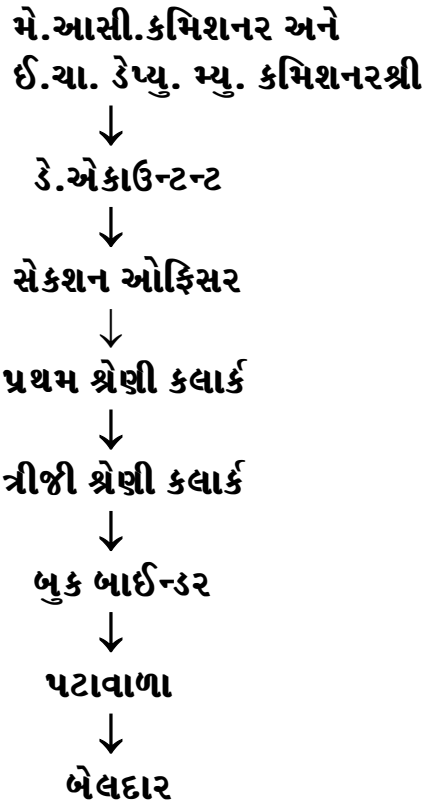 મે.આસી.કમિશનર અને
ઈ.ચા. ડેપ્યુ. મ્યુ. કમિશનરશ્રી
↓
ડે.એકાઉન્ટન્ટ
↓
સેકશન ઓફિસર
↓
પ્રથમ શ્રેણી કલાર્ક
↓
ત્રીજી શ્રેણી કલાર્ક
↓
બુક બાઈન્ડર
↓
પટાવાળા
↓
બેલદાર